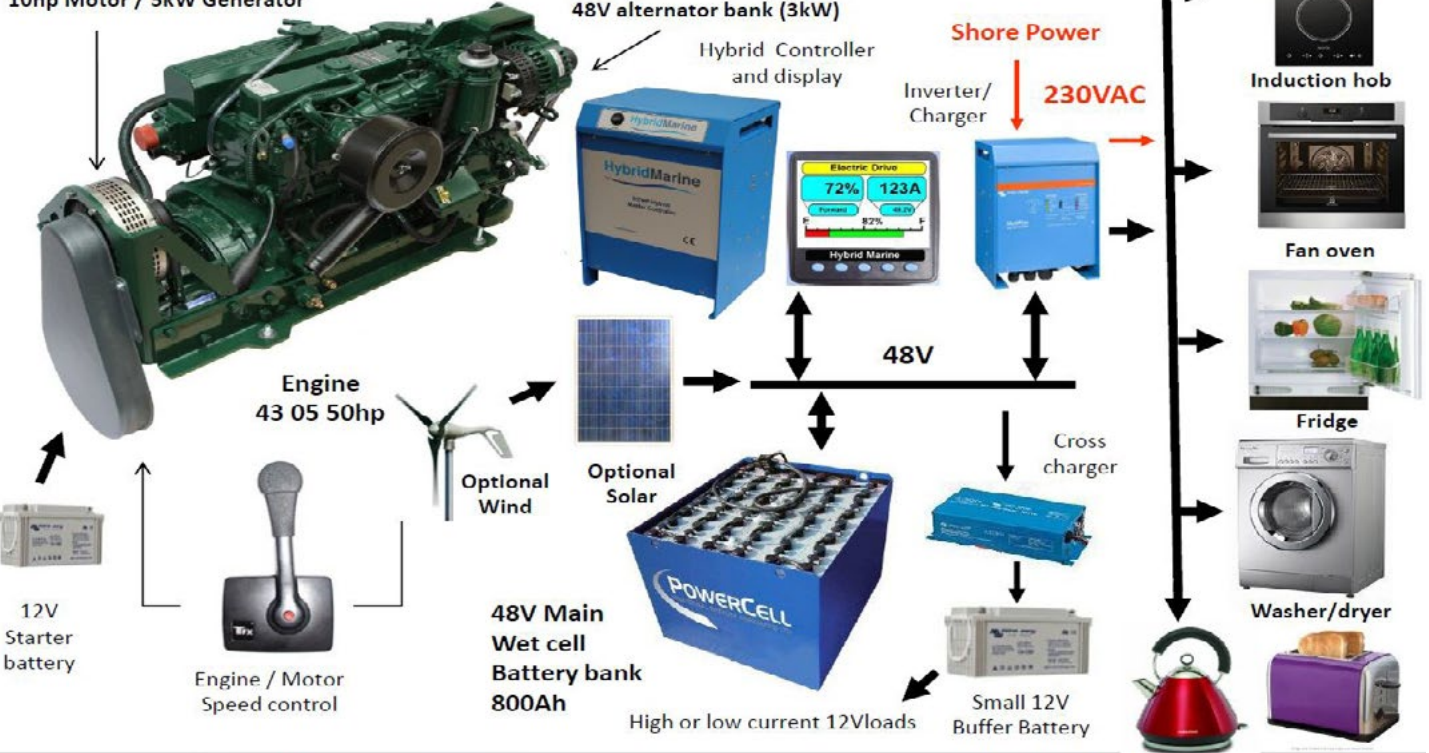 10hp Motor / 5kW Generator
48V alternator bank (3kW)
Hybrid Controller
and display
Shore Power
Inverter/
Charger
230VAC
Induction hob
HybridMarine
HybridMarine
CE
Electric Drive
72%
123A
Forward
82%
Hybrid Marine
Fan oven
48V
Engine
43 05 50hp
Optional
Wind
Optional
Solar
Cross
charger
Fridge
POWERCELL
12V
Starter
battery
Engine / Motor
Speed control
48V Main
Wet cell
Battery bank
800Ah
High or low current 12Vloads
Small 12V
Buffer Battery
Washer/dryer